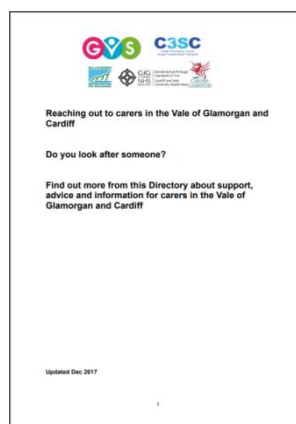 GVS C3SC
GIG
NHS
Reaching out to carers in the Vale of Glamorgan and
Cardiff
Do you look after someone?
Find out more from this Directory about support,
advice and information for carers in the Vale of
Glamorgan and Cardiff
Updated Dec 2017
1